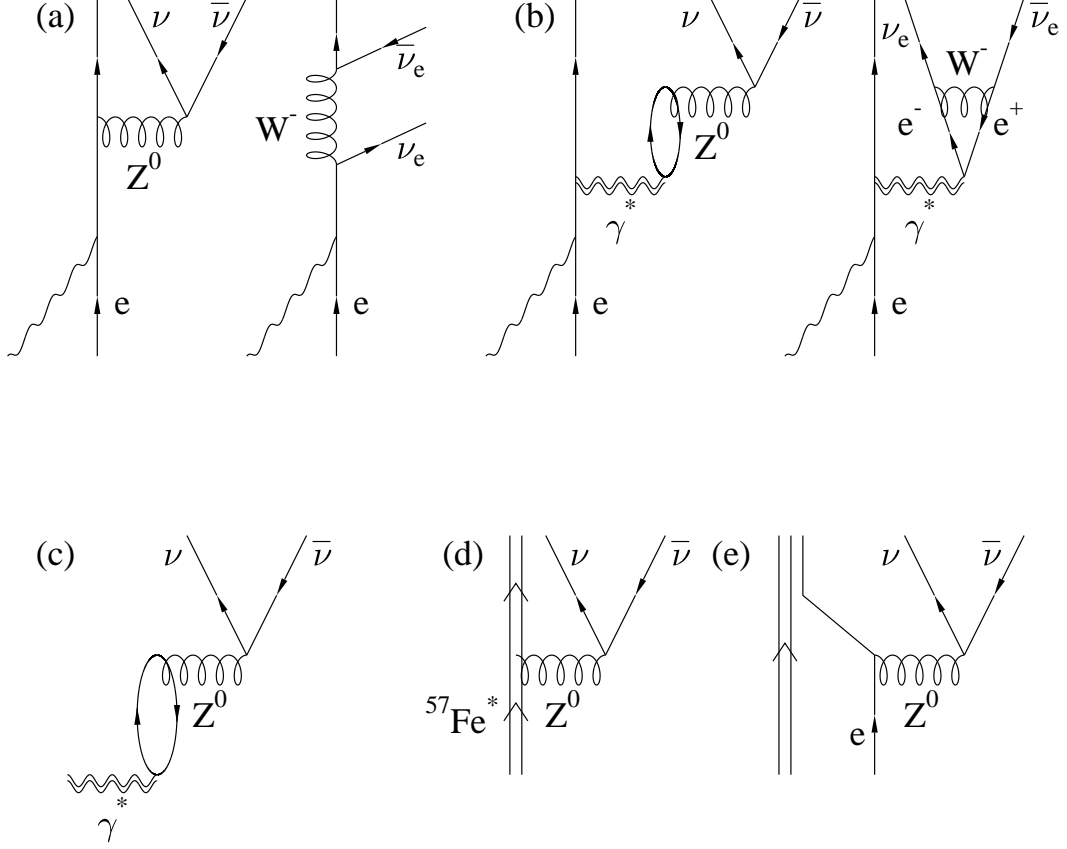 (a) ν ν̅
Z⁰
e
W⁻
ν̅ₑ
νₑ
e
(b) ν ν̅
Z⁰
γ*
e
νₑ ν̅ₑ
W⁻
e⁻ e⁺
γ*
e
(c) ν ν̅
Z⁰
γ*
(d) ν ν̅
⁵⁷Fe* Z⁰
(e) ν ν̅
e Z⁰